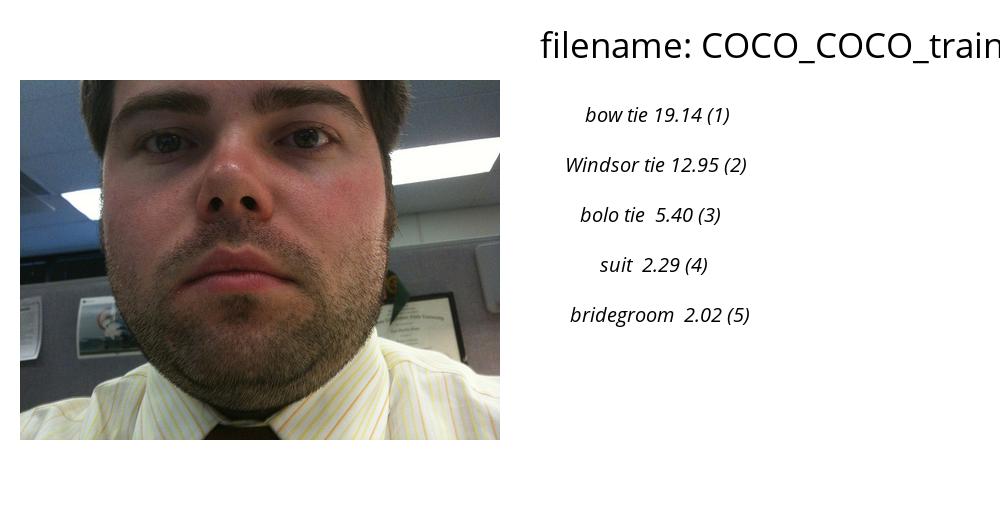 filename: COCO_COCO_train
bow tie 19.14 (1)
Windsor tie 12.95 (2)
bolo tie 5.40 (3)
suit 2.29 (4)
bridegroom 2.02 (5)